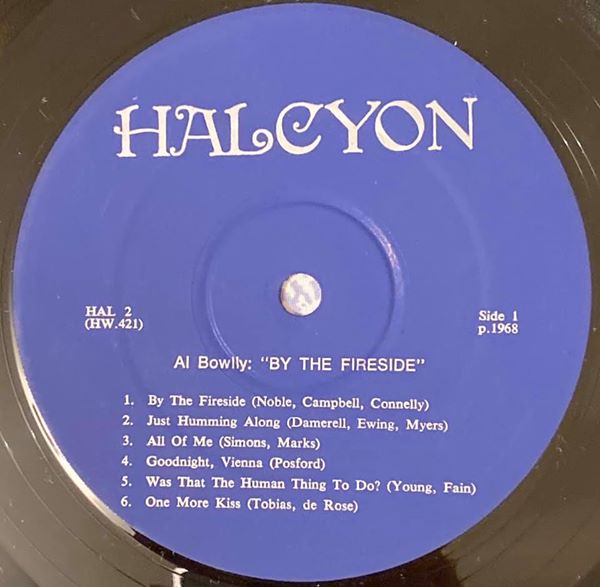 HALCYON
HAL 2
(HW.421)
Side 1
p.1968
Al Bowlly: "BY THE FIRESIDE"
1. By The Fireside (Noble, Campbell, Connelly)
2. Just Humming Along (Damerell, Ewing, Myers)
3. All Of Me (Simons, Marks)
4. Goodnight, Vienna (Posford)
5. Was That The Human Thing To Do? (Young, Fain)
6. One More Kiss (Tobias, de Rose)